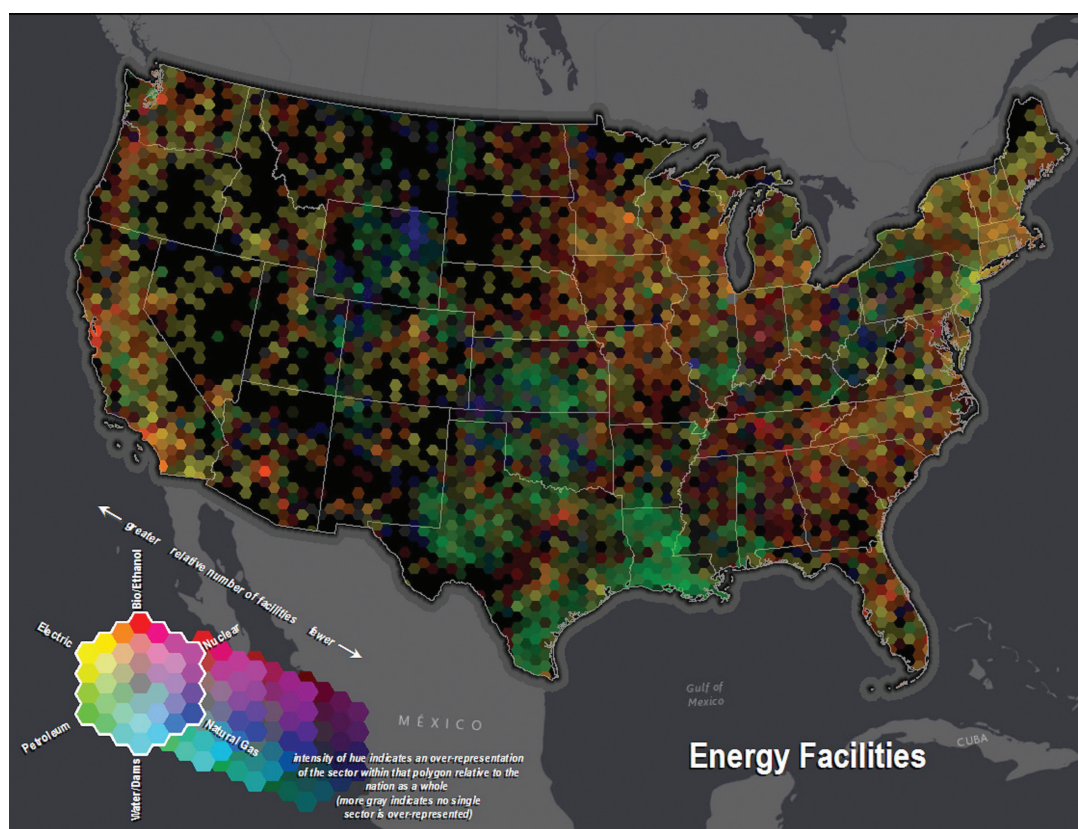 greater relative number of facilities fewer
Bio/Ethanol
Electric
Nuclear
Petroleum
Natural Gas
Water/Dams
MÉXICO
Gulf of
Mexico
CUBA
Energy Facilities
intensity of hue indicates an over-representation
of the sector within that polygon relative to the
nation as a whole
(more gray indicates no single
sector is over-represented)